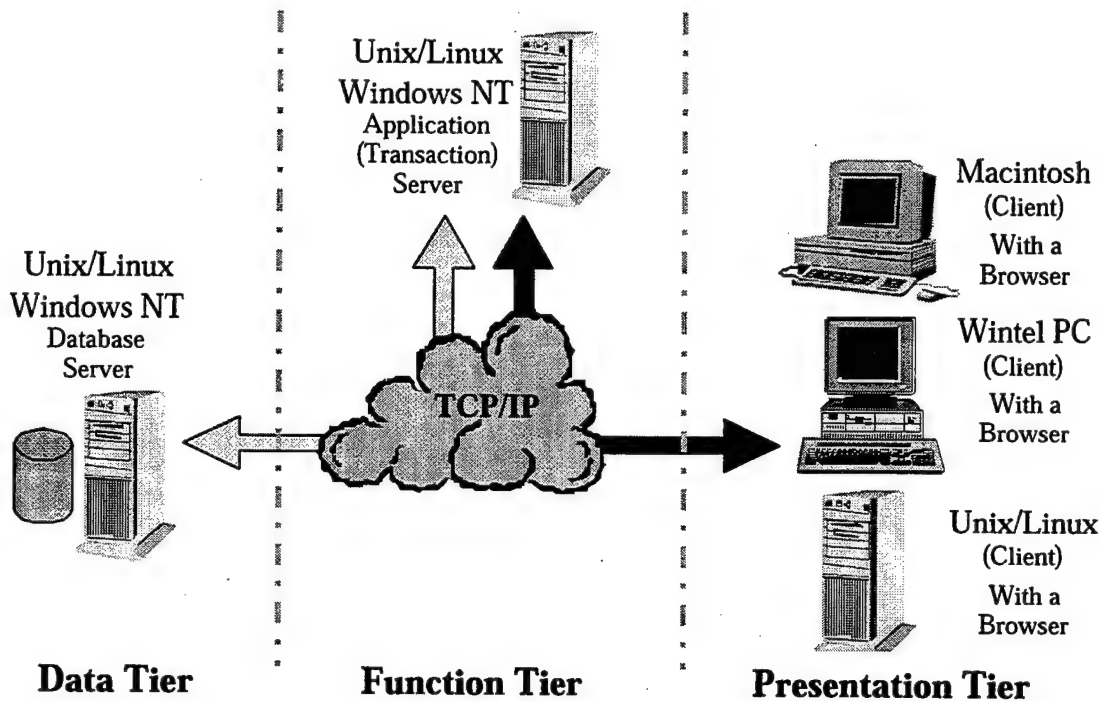 Unix/Linux
Windows NT
Application
(Transaction)
Server
Unix/Linux
Windows NT
Database
Server
TCP/IP
Macintosh
(Client)
With a
Browser
Wintel PC
(Client)
With a
Browser
Unix/Linux
(Client)
With a
Browser
Data Tier
Function Tier
Presentation Tier